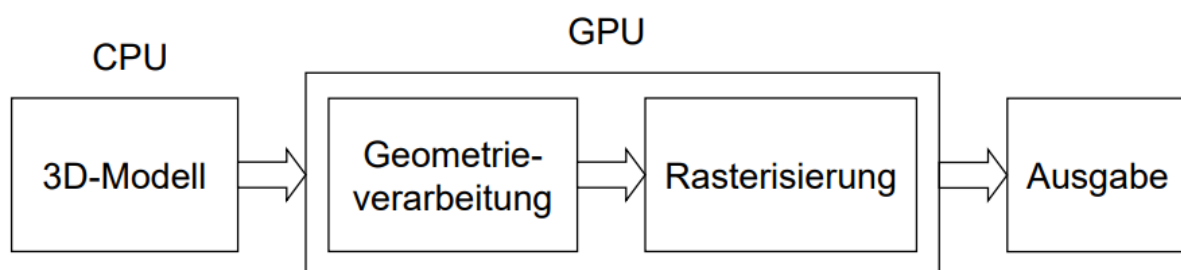 CPU
GPU
3D-Modell
Geometrie-
verarbeitung
Rasterisierung
Ausgabe